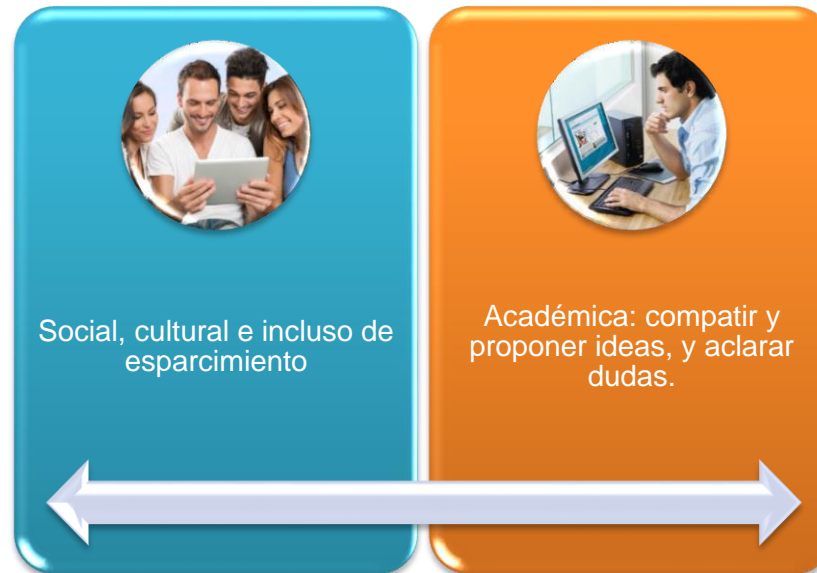 Social, cultural e incluso de
esparcimiento
Académica: compatir y
proponer ideas, y aclarar
dudas.